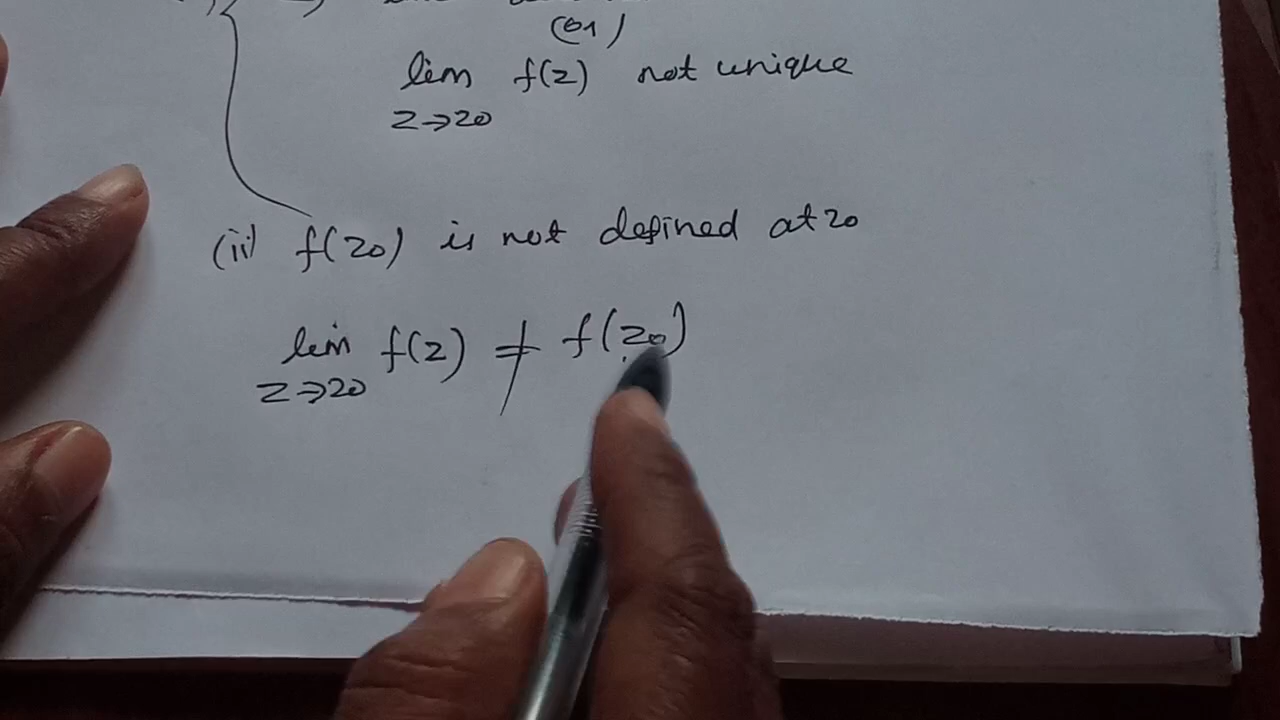 (or)
lim f(z) not unique
z→z0
(ii) f(z0) is not defined at z0
lim f(z) ≠ f(z0)
z→z0